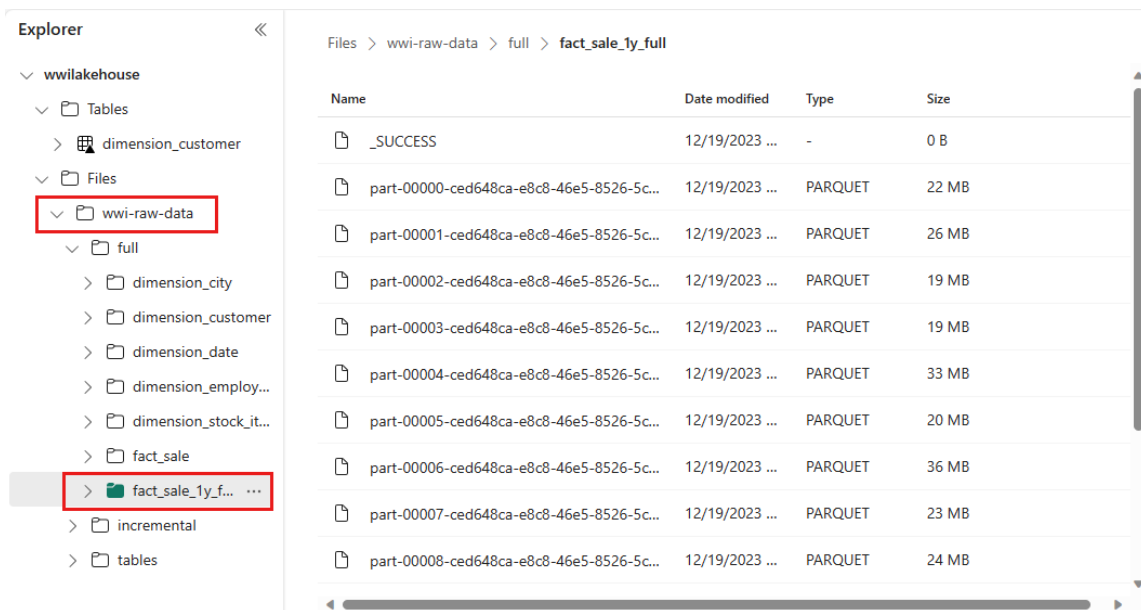 Explorer
wwilakehouse
Tables
dimension_customer
Files
wwi-raw-data
full
dimension_city
dimension_customer
dimension_date
dimension_employ...
dimension_stock_it...
fact_sale
fact_sale_1y_f... ...
incremental
tables
Files > wwi-raw-data > full > fact_sale_1y_full
Name Date modified Type Size
_SUCCESS 12/19/2023 ... - 0 B
part-00000-ced648ca-e8c8-46e5-8526-5c... 12/19/2023 ... PARQUET 22 MB
part-00001-ced648ca-e8c8-46e5-8526-5c... 12/19/2023 ... PARQUET 26 MB
part-00002-ced648ca-e8c8-46e5-8526-5c... 12/19/2023 ... PARQUET 19 MB
part-00003-ced648ca-e8c8-46e5-8526-5c... 12/19/2023 ... PARQUET 19 MB
part-00004-ced648ca-e8c8-46e5-8526-5c... 12/19/2023 ... PARQUET 33 MB
part-00005-ced648ca-e8c8-46e5-8526-5c... 12/19/2023 ... PARQUET 20 MB
part-00006-ced648ca-e8c8-46e5-8526-5c... 12/19/2023 ... PARQUET 36 MB
part-00007-ced648ca-e8c8-46e5-8526-5c... 12/19/2023 ... PARQUET 23 MB
part-00008-ced648ca-e8c8-46e5-8526-5c... 12/19/2023 ... PARQUET 24 MB